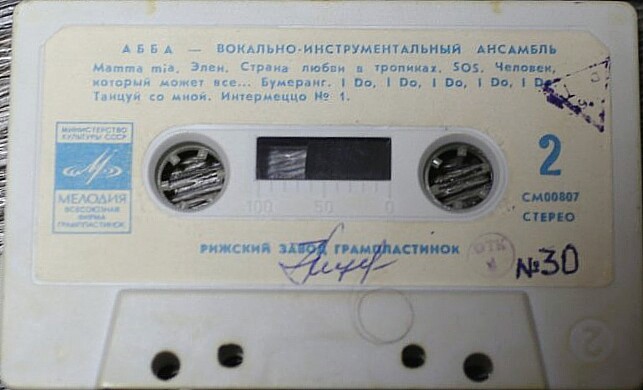 АББА — ВОКАЛЬНО-ИНСТРУМЕНТАЛЬНЫЙ АНСАМБЛЬ
Mamma mia, Элен, Страна любви в тропиках, SOS, Человек,
который может все... Бумеранг. I Do, I Do, I Do, I Do, I Do
Танцуй со мной. Интермеццо № 1.
МИНИСТЕРСТВО
КУЛЬТУРЫ СССР
МЕЛОДИЯ
ВСЕСОЮЗНАЯ
ФИРМА
ГРАМПЛАСТИНОК
2
СМ00807
СТЕРЕО
100 50 0
РИЖСКИЙ ЗАВОД ГРАМПЛАСТИНОК
ОТК
№30
2